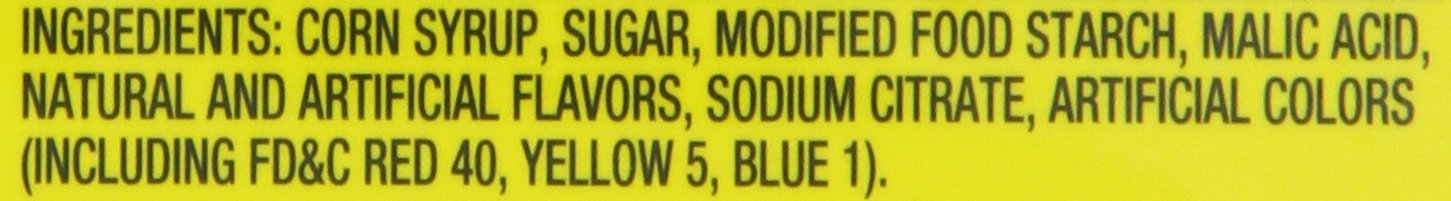 INGREDIENTS: CORN SYRUP, SUGAR, MODIFIED FOOD STARCH, MALIC ACID,
NATURAL AND ARTIFICIAL FLAVORS, SODIUM CITRATE, ARTIFICIAL COLORS
(INCLUDING FD&C RED 40, YELLOW 5, BLUE 1).